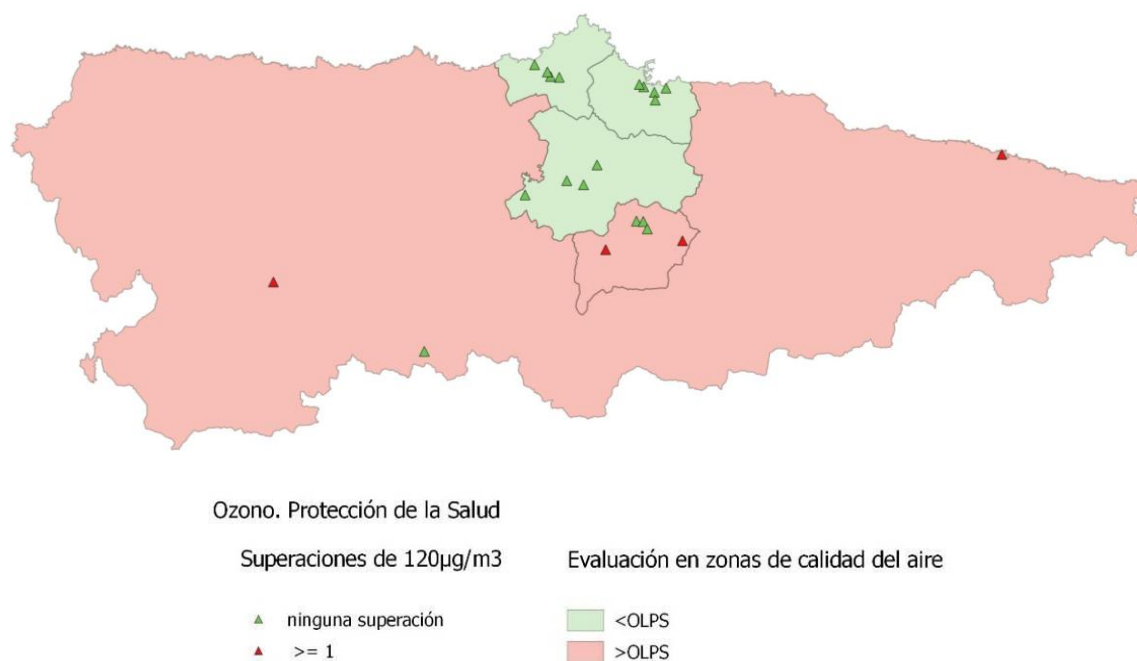 Ozono. Protección de la Salud
Superaciones de 120µg/m3
Evaluación en zonas de calidad del aire
ninguna superación
<OLPS
>= 1
>OLPS